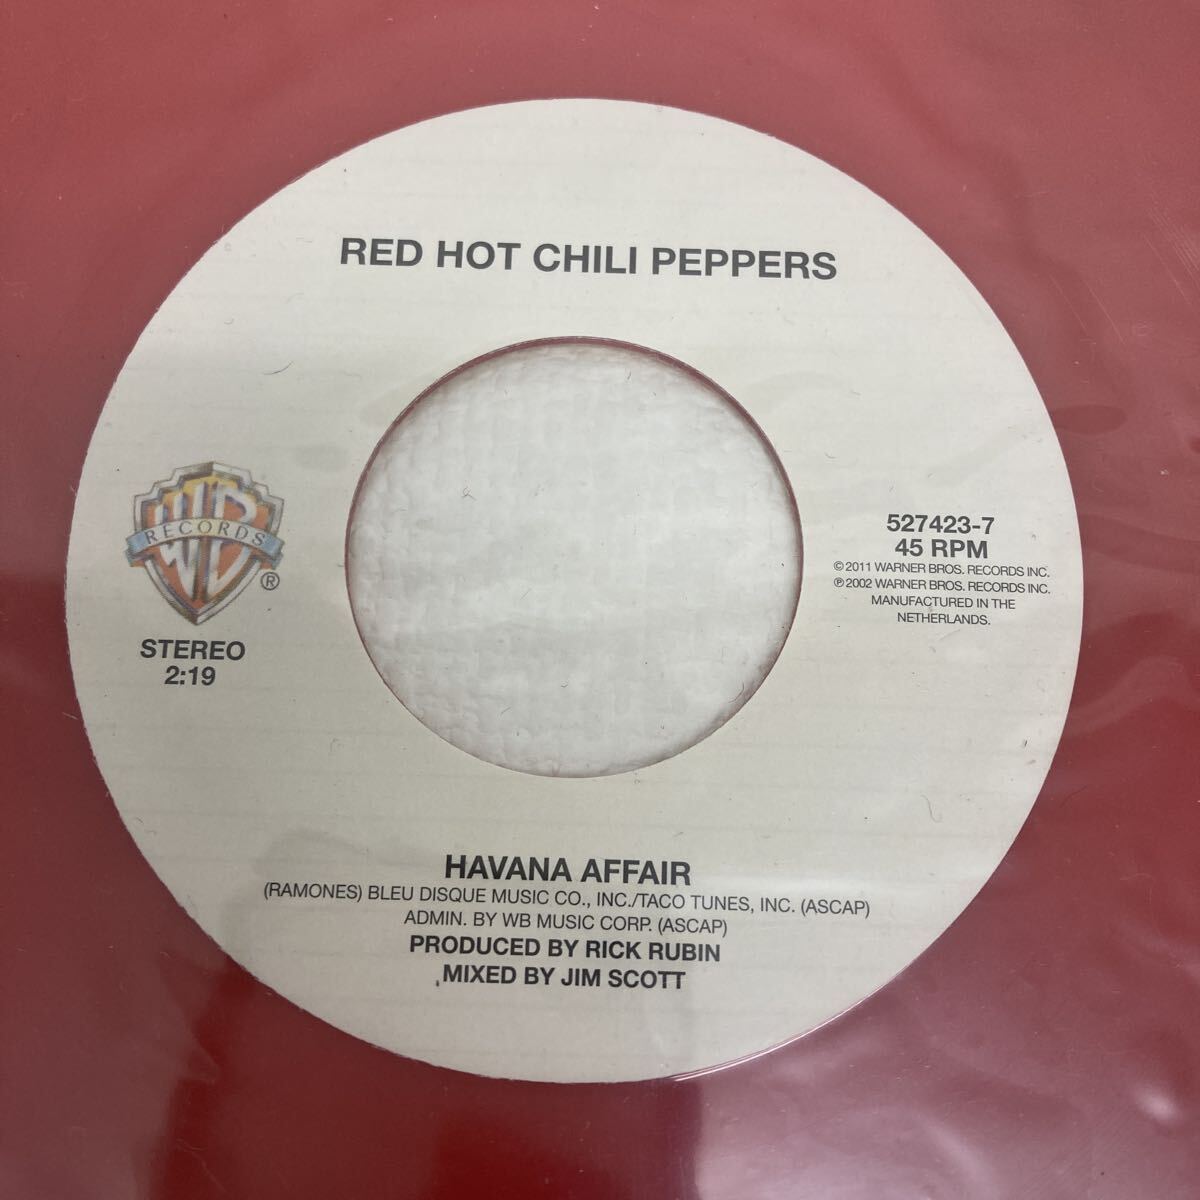 RED HOT CHILI PEPPERS
WB
RECORDS
®
STEREO
2:19
527423-7
45 RPM
© 2011 WARNER BROS. RECORDS INC.
℗ 2002 WARNER BROS. RECORDS INC.
MANUFACTURED IN THE
NETHERLANDS.
HAVANA AFFAIR
(RAMONES) BLEU DISQUE MUSIC CO., INC./TACO TUNES, INC. (ASCAP)
ADMIN. BY WB MUSIC CORP. (ASCAP)
PRODUCED BY RICK RUBIN
MIXED BY JIM SCOTT